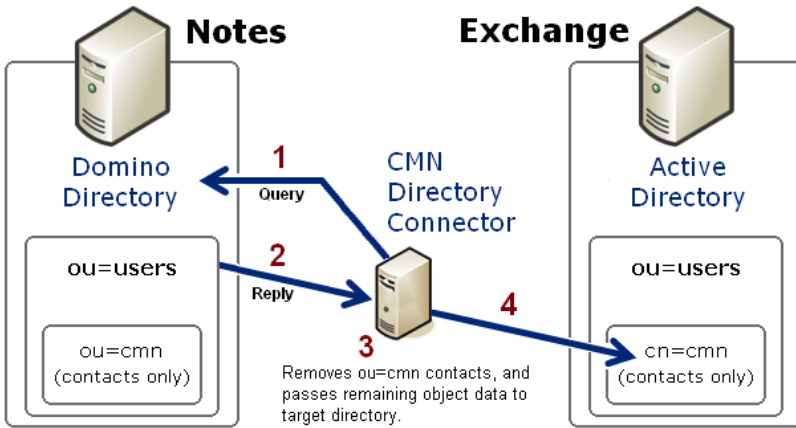 Notes
Exchange
Domino
Directory
1
Query
CMN
Directory
Connector
Active
Directory
ou=users
2
Reply
ou=cmn
(contacts only)
3
Removes ou=cmn contacts, and
passes remaining object data to
target directory.
4
ou=users
cn=cmn
(contacts only)